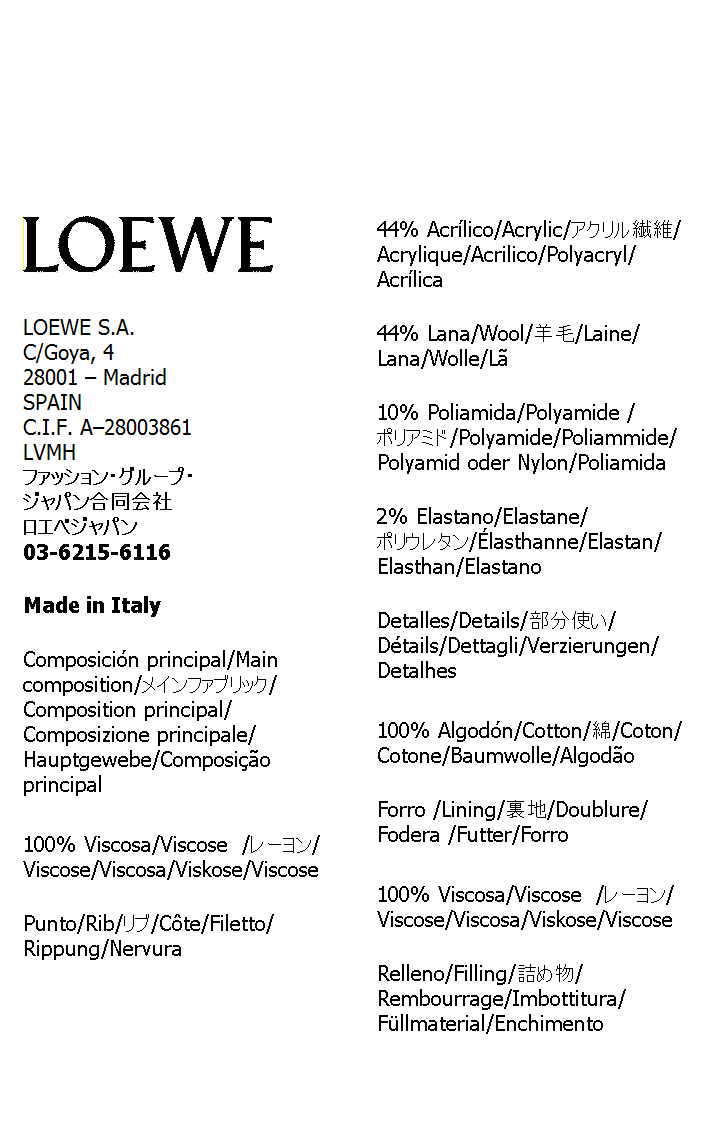 LOEWE
LOEWE S.A.
C/Goya, 4
28001 – Madrid
SPAIN
C.I.F. A–28003861
LVMH
ファッション・グループ・
ジャパン合同会社
ロエベジャパン
03-6215-6116
Made in Italy
Composición principal/Main
composition/メインファブリック/
Composition principal/
Composizione principale/
Hauptgewebe/Composição
principal
100% Viscosa/Viscose /レーヨン/
Viscose/Viscosa/Viskose/Viscose
Punto/Rib/リブ/Côte/Filetto/
Rippung/Nervura
44% Acrílico/Acrylic/アクリル繊維/
Acrylique/Acrilico/Polyacryl/
Acrílica
44% Lana/Wool/羊毛/Laine/
Lana/Wolle/Lã
10% Poliamida/Polyamide /
ポリアミド/Polyamide/Poliammide/
Polyamid oder Nylon/Poliamida
2% Elastano/Elastane/
ポリウレタン/Élasthanne/Elastan/
Elasthan/Elastano
Detalles/Details/部分使い/
Détails/Dettagli/Verzierungen/
Detalhes
100% Algodón/Cotton/綿/Coton/
Cotone/Baumwolle/Algodão
Forro /Lining/裏地/Doublure/
Fodera /Futter/Forro
100% Viscosa/Viscose /レーヨン/
Viscose/Viscosa/Viskose/Viscose
Relleno/Filling/詰め物/
Rembourrage/Imbottitura/
Füllmaterial/Enchimento